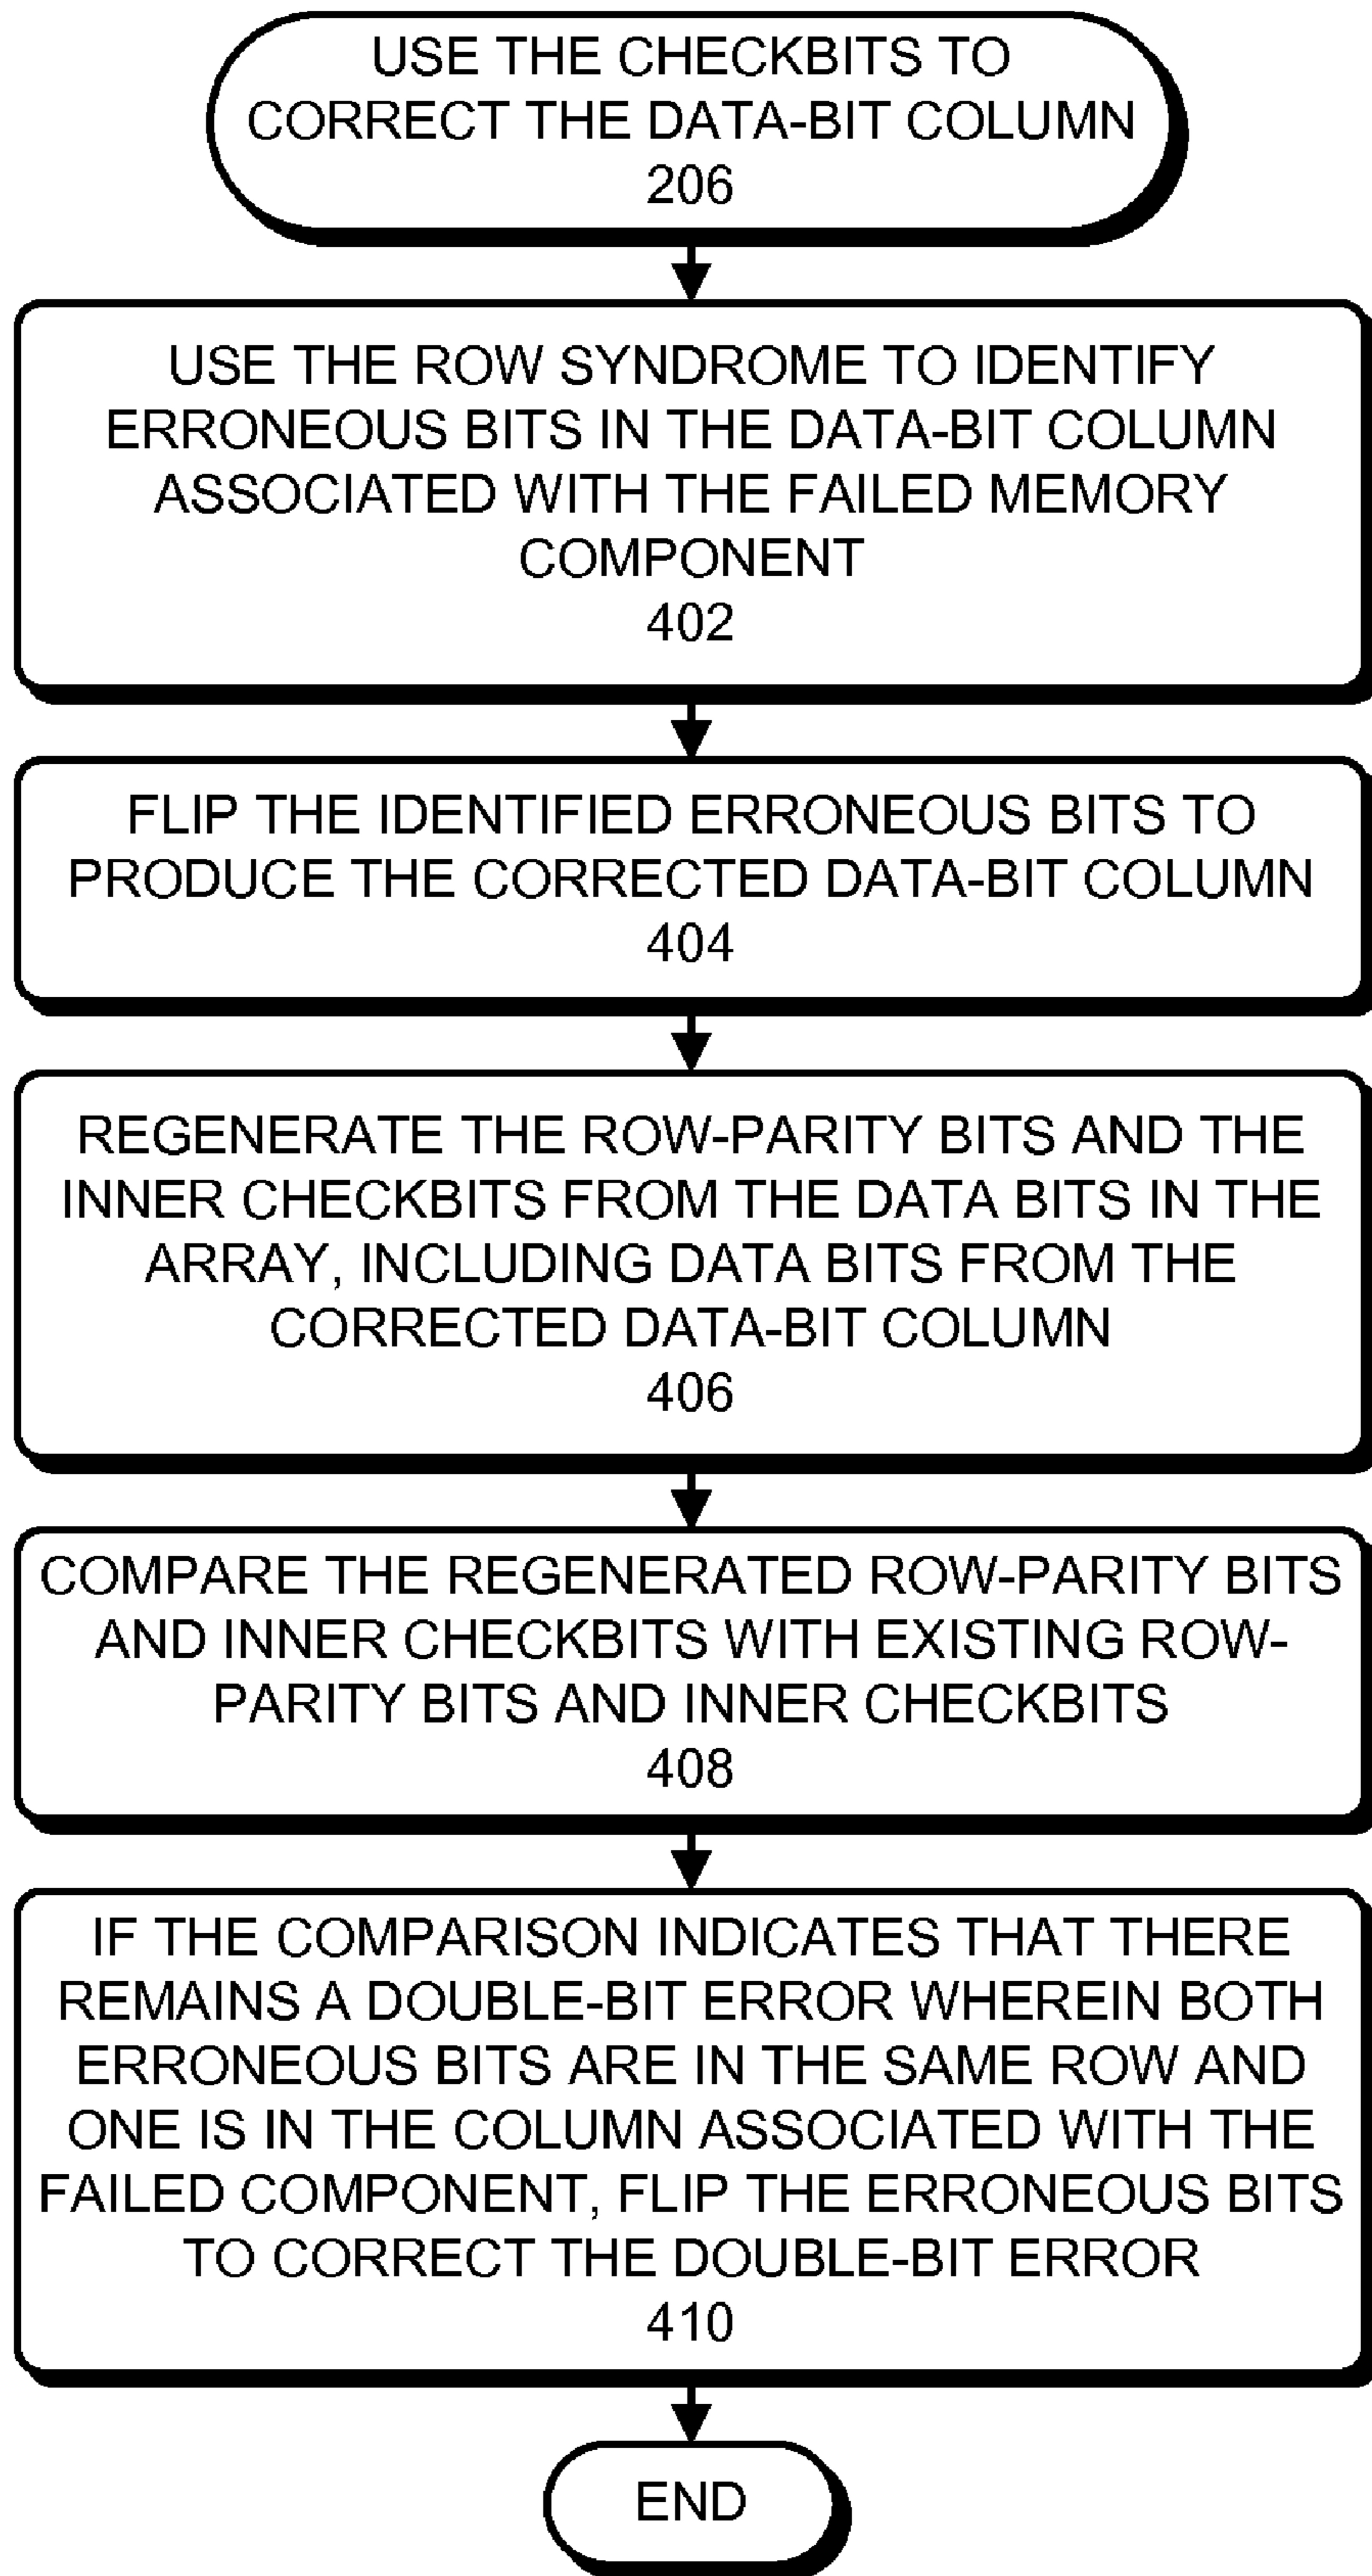 USE THE CHECKBITS TO
CORRECT THE DATA-BIT COLUMN
206
USE THE ROW SYNDROME TO IDENTIFY
ERRONEOUS BITS IN THE DATA-BIT COLUMN
ASSOCIATED WITH THE FAILED MEMORY
COMPONENT
402
FLIP THE IDENTIFIED ERRONEOUS BITS TO
PRODUCE THE CORRECTED DATA-BIT COLUMN
404
REGENERATE THE ROW-PARITY BITS AND THE
INNER CHECKBITS FROM THE DATA BITS IN THE
ARRAY, INCLUDING DATA BITS FROM THE
CORRECTED DATA-BIT COLUMN
406
COMPARE THE REGENERATED ROW-PARITY BITS
AND INNER CHECKBITS WITH EXISTING ROW-
PARITY BITS AND INNER CHECKBITS
408
IF THE COMPARISON INDICATES THAT THERE
REMAINS A DOUBLE-BIT ERROR WHEREIN BOTH
ERRONEOUS BITS ARE IN THE SAME ROW AND
ONE IS IN THE COLUMN ASSOCIATED WITH THE
FAILED COMPONENT, FLIP THE ERRONEOUS BITS
TO CORRECT THE DOUBLE-BIT ERROR
410
END